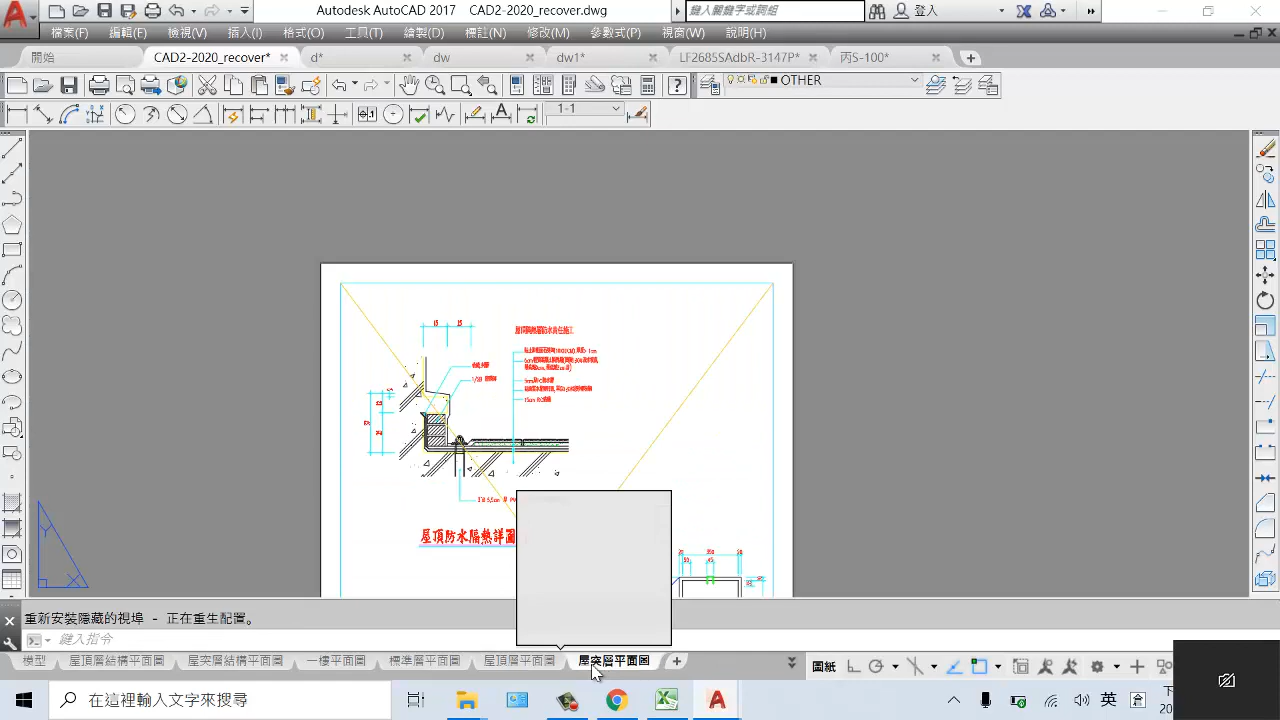 Autodesk AutoCAD 2017 CAD2-2020_recover.dwg
鍵入關鍵字或詞組
登入
檔案(F) 編輯(E) 檢視(V) 插入(I) 格式(O) 工具(T) 繪製(D) 標註(N) 修改(M) 參數式(P) 視窗(W) 說明(H)
開始 CAD2-2020_recover* d* dw dw1* LF2685SAdbR-3147P* 丙S-100*
OTHER
1-1
15 15
屋頂防水隔熱詳圖
重新安裝隱藏的視埠 - 正在重生配置。
鍵入指令
模型 屋頂層結構平面圖 屋突層結構平面圖 一樓平面圖 標準層平面圖 屋頂層平面圖 屋突層平面圖
圖紙
在這裡輸入文字來搜尋
英
下
20